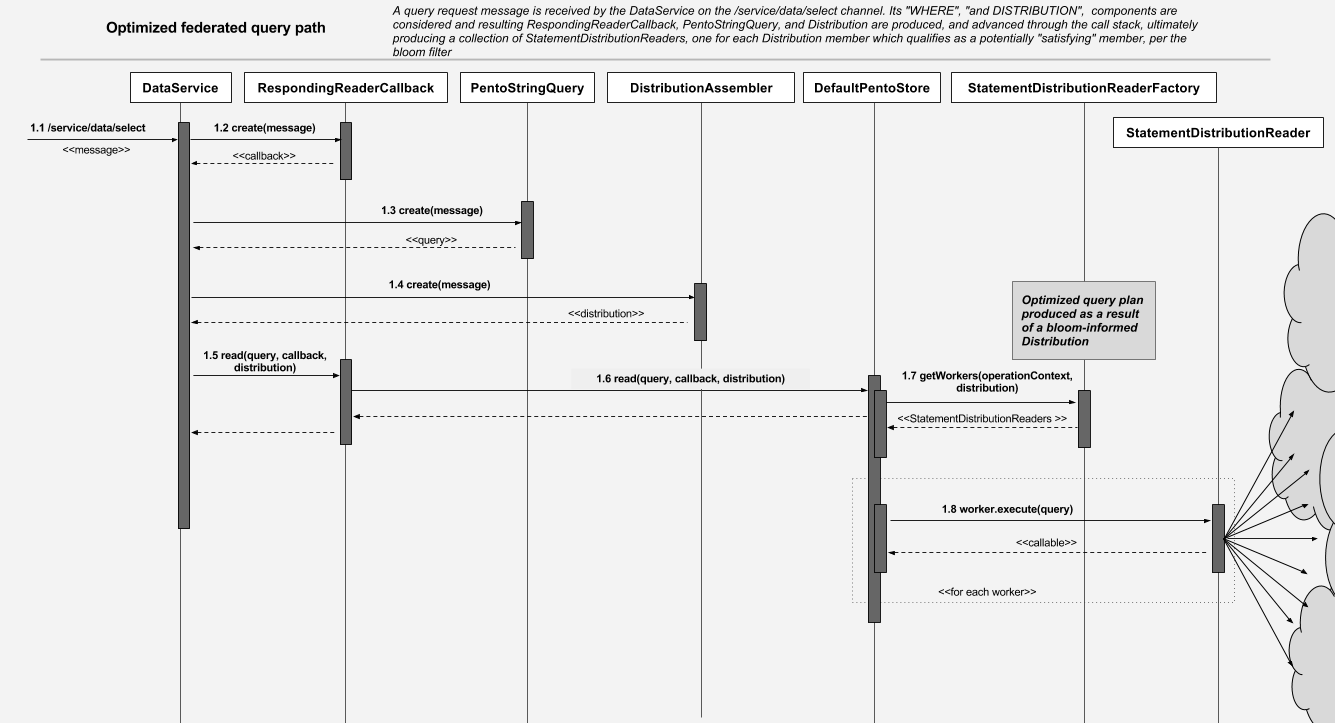 Optimized federated query path
A query request message is received by the DataService on the /service/data/select channel. Its "WHERE", "and DISTRIBUTION",  components are
considered and resulting RespondingReaderCallback, PentoStringQuery, and Distribution are produced, and advanced through the call stack, ultimately
producing a collection of StatementDistributionReaders, one for each Distribution member which qualifies as a potentially "satisfying" member, per the
bloom filter
DataService
RespondingReaderCallback
PentoStringQuery
DistributionAssembler
DefaultPentoStore
StatementDistributionReaderFactory
StatementDistributionReader
1.1 /service/data/select
<<message>>
1.2 create(message)
<<callback>>
1.3 create(message)
<<query>>
1.4 create(message)
<<distribution>>
Optimized query plan
produced as a result
of a bloom-informed
Distribution
1.5 read(query, callback,
distribution)
1.6 read(query, callback, distribution)
1.7 getWorkers(operationContext,
distribution)
<<StatementDistributionReaders >>
1.8 worker.execute(query)
<<callable>>
<<for each worker>>